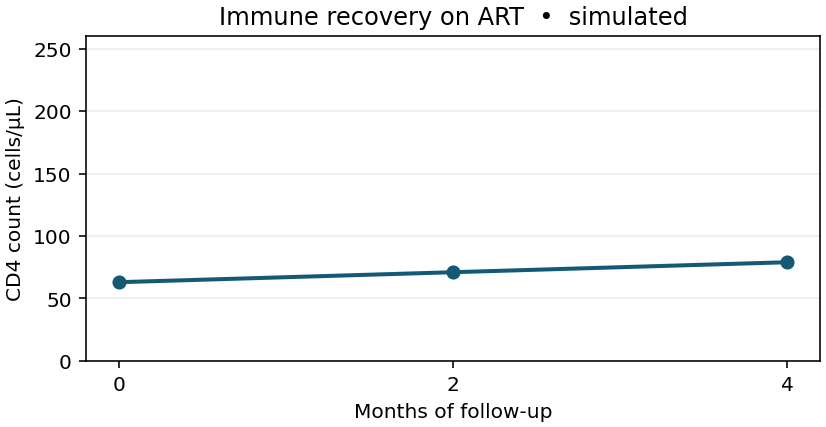 Immune recovery on ART • simulated
CD4 count (cells/µL)
250
200
150
100
50
0
0 2 4
Months of follow-up